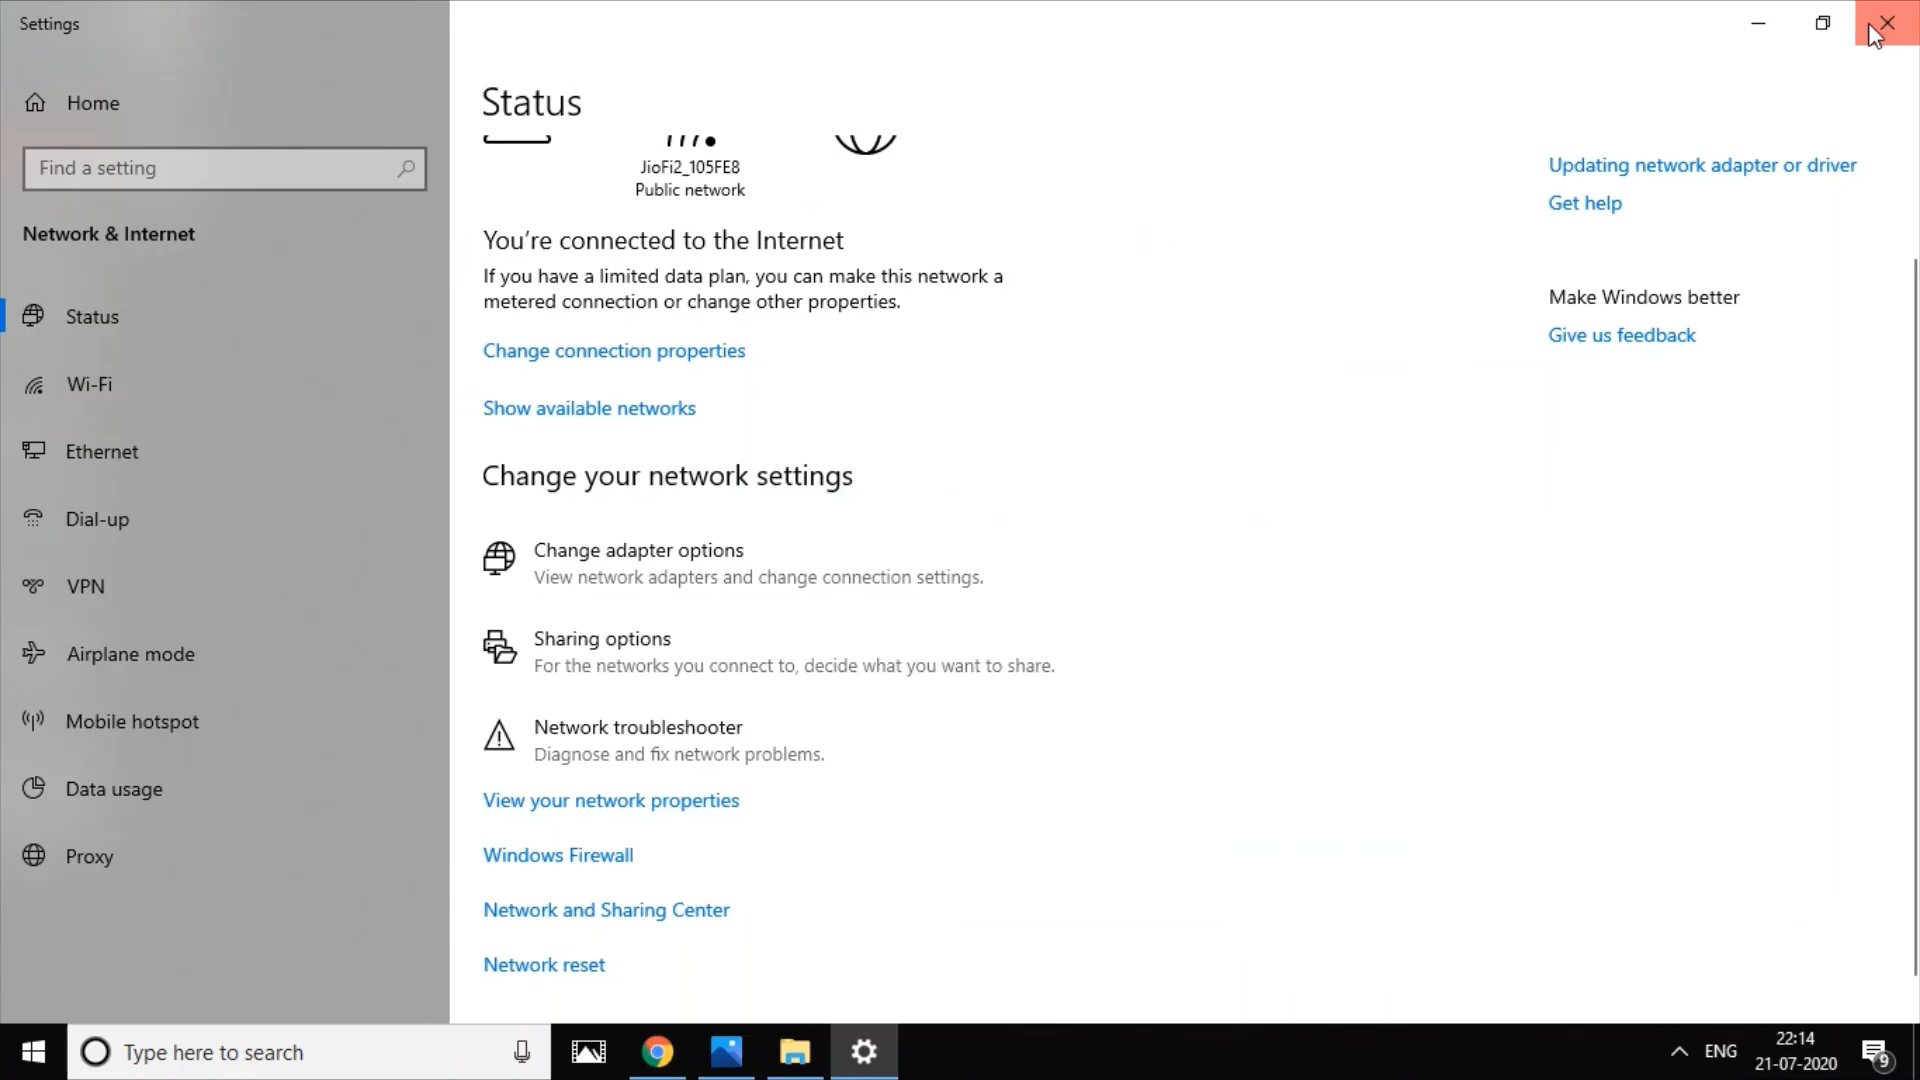 Settings
Home
Find a setting
Network & Internet
Status
Wi-Fi
Ethernet
Dial-up
VPN
Airplane mode
Mobile hotspot
Data usage
Proxy
Status
JioFi2_105FE8
Public network
You're connected to the Internet
If you have a limited data plan, you can make this network a
metered connection or change other properties.
Change connection properties
Show available networks
Change your network settings
Change adapter options
View network adapters and change connection settings.
Sharing options
For the networks you connect to, decide what you want to share.
Network troubleshooter
Diagnose and fix network problems.
View your network properties
Windows Firewall
Network and Sharing Center
Network reset
Updating network adapter or driver
Get help
Make Windows better
Give us feedback
Type here to search
ENG
22:14
21-07-2020
9